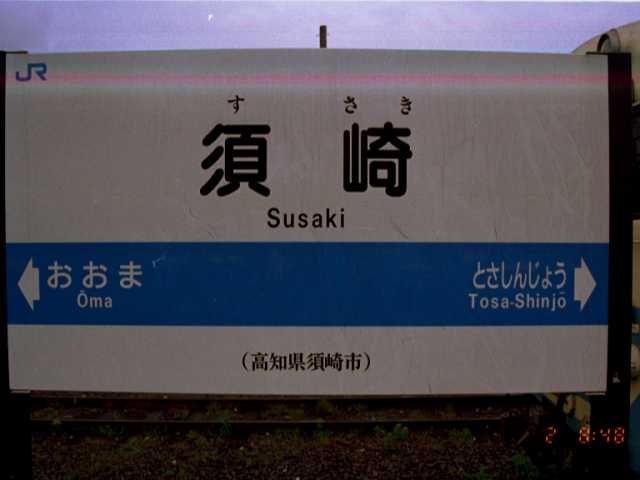 JR
す さき
須崎
Susaki
おおま
Ōma
とさしんじょう
Tosa-Shinjō
（高知県須崎市）
2 8:48